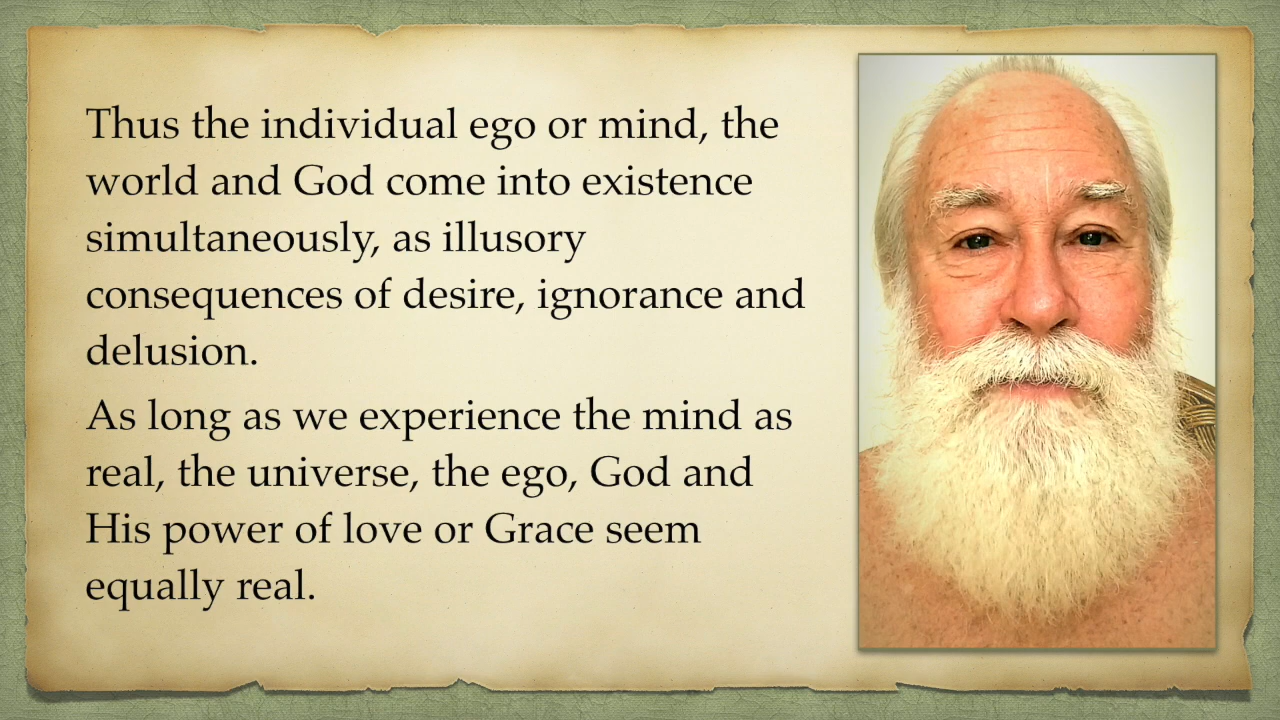 Thus the individual ego or mind, the
world and God come into existence
simultaneously, as illusory
consequences of desire, ignorance and
delusion.
As long as we experience the mind as
real, the universe, the ego, God and
His power of love or Grace seem
equally real.